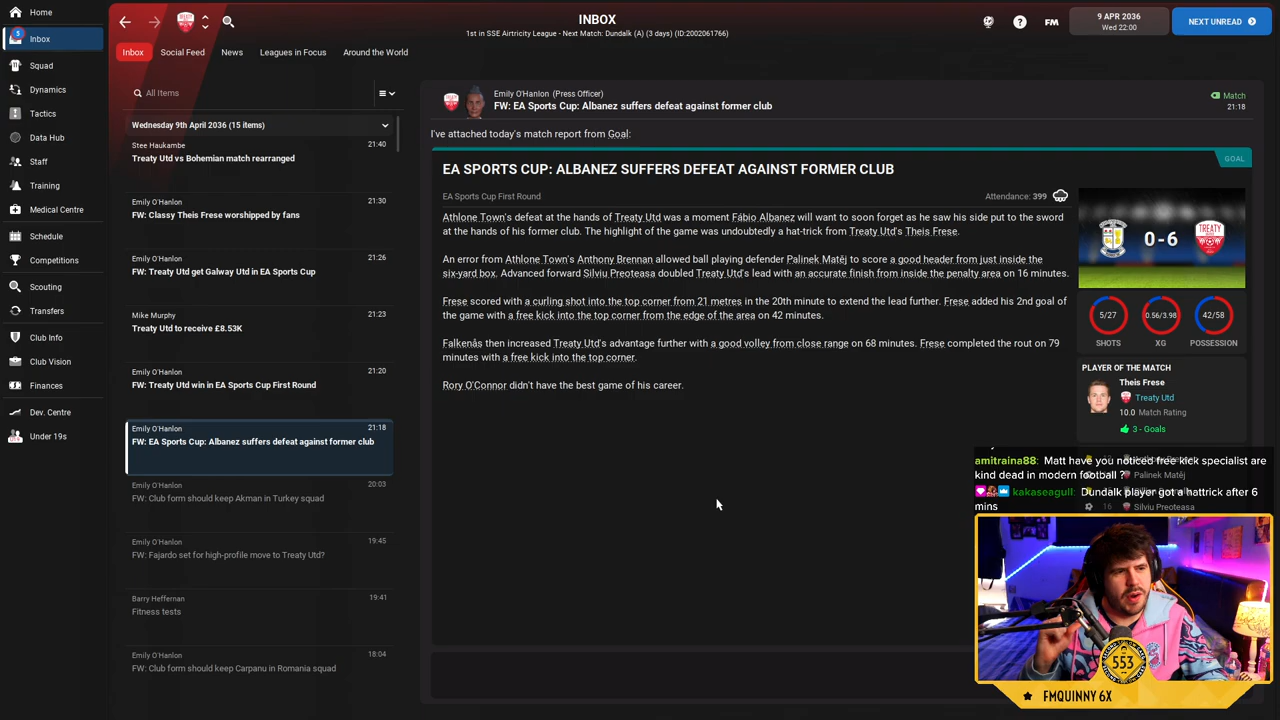 Home
INBOX
1st in SSE Airtricity League - Next Match: Dundalk (A) (3 days) (ID:2002061766)
?
FM
9 APR 2036
Wed 22:00
NEXT UNREAD
5
Inbox
Squad
Dynamics
Tactics
Data Hub
Staff
Training
Medical Centre
Schedule
Competitions
Scouting
Transfers
Club Info
Club Vision
Finances
Dev. Centre
Under 19s
Inbox
Social Feed
News
Leagues in Focus
Around the World
All Items
Wednesday 9th April 2036 (15 items)
Stee Haukambe
21:40
Treaty Utd vs Bohemian match rearranged
Emily O'Hanlon
21:30
FW: Classy Theis Frese worshipped by fans
Emily O'Hanlon
21:26
FW: Treaty Utd get Galway Utd in EA Sports Cup
Mike Murphy
21:23
Treaty Utd to receive £8.53K
Emily O'Hanlon
21:20
FW: Treaty Utd win in EA Sports Cup First Round
Emily O'Hanlon
21:18
FW: EA Sports Cup: Albanez suffers defeat against former club
Emily O'Hanlon
20:03
FW: Club form should keep Akman in Turkey squad
Emily O'Hanlon
19:45
FW: Fajardo set for high-profile move to Treaty Utd?
Barry Heffernan
19:41
Fitness tests
Emily O'Hanlon
18:04
FW: Club form should keep Carpanu in Romania squad
Emily O'Hanlon (Press Officer)
FW: EA Sports Cup: Albanez suffers defeat against former club
Match
21:18
I've attached today's match report from Goal:
GOAL
EA SPORTS CUP: ALBANEZ SUFFERS DEFEAT AGAINST FORMER CLUB
EA Sports Cup First Round
Attendance: 399
Athlone Town's defeat at the hands of Treaty Utd was a moment Fábio Albanez will want to soon forget as he saw his side put to the sword
at the hands of his former club. The highlight of the game was undoubtedly a hat-trick from Treaty Utd's Theis Frese.
An error from Athlone Town's Anthony Brennan allowed ball playing defender Palinek Matěj to score a good header from just inside the
six-yard box. Advanced forward Silviu Preoteasa doubled Treaty Utd's lead with an accurate finish from inside the penalty area on 16 minutes.
Frese scored with a curling shot into the top corner from 21 metres in the 20th minute to extend the lead further. Frese added his 2nd goal of
the game with a free kick into the top corner from the edge of the area on 42 minutes.
Falkenås then increased Treaty Utd's advantage further with a good volley from close range on 68 minutes. Frese completed the rout on 79
minutes with a free kick into the top corner.
Rory O'Connor didn't have the best game of his career.
0-6
5/27
0.56/3.98
42/58
SHOTS
XG
POSSESSION
PLAYER OF THE MATCH
Theis Frese
Treaty Utd
10.0 Match Rating
3 - Goals
amitraina88: Matt have you noticed free kick specialist are
kind dead in modern football ?
Palinek Matěj
kakaseagull: Dundalk player got a hattrick after 6
mins
16
Silviu Preoteasa
553
FMQUINNY 6X